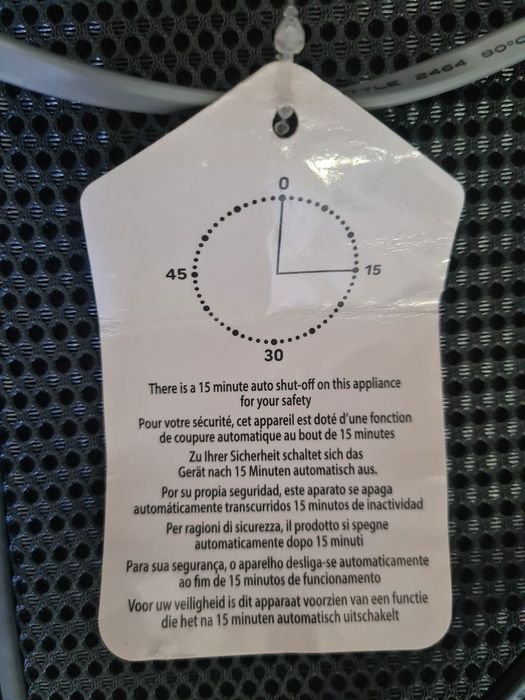 STYLE 2464 80°C
0
45
15
30
There is a 15 minute auto shut-off on this appliance
for your safety
Pour votre sécurité, cet appareil est doté d'une fonction
de coupure automatique au bout de 15 minutes
Zu Ihrer Sicherheit schaltet sich das
Gerät nach 15 Minuten automatisch aus.
Por su propia seguridad, este aparato se apaga
automáticamente transcurridos 15 minutos de inactividad
Per ragioni di sicurezza, il prodotto si spegne
automaticamente dopo 15 minuti
Para sua segurança, o aparelho desliga-se automaticamente
ao fim de 15 minutos de funcionamento
Voor uw veiligheid is dit apparaat voorzien van een functie
die het na 15 minuten automatisch uitschakelt